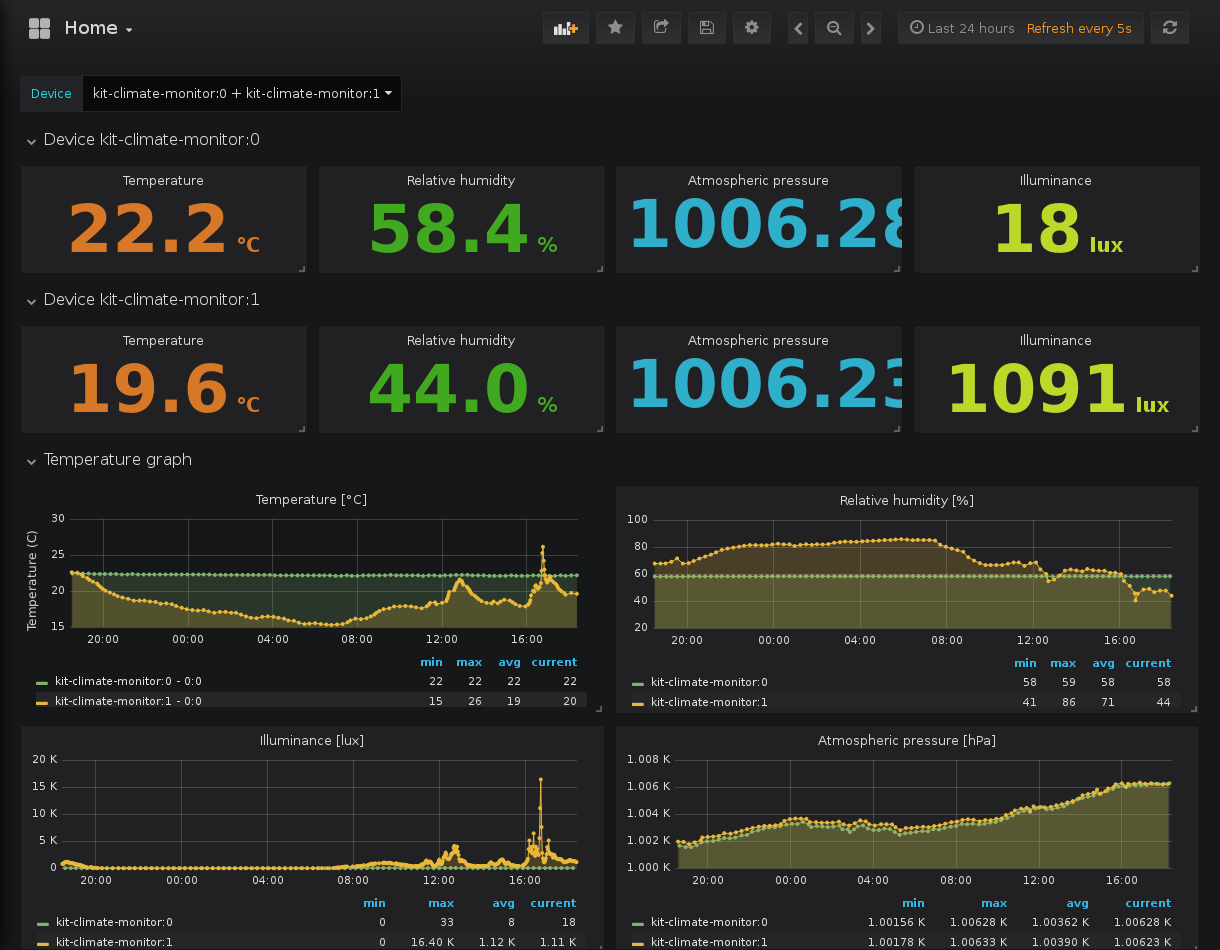 Home
Last 24 hours Refresh every 5s
Device kit-climate-monitor:0 + kit-climate-monitor:1
Device kit-climate-monitor:0
Temperature Relative humidity Atmospheric pressure Illuminance
22.2 °C 58.4 % 1006.28 18 lux
Device kit-climate-monitor:1
Temperature Relative humidity Atmospheric pressure Illuminance
19.6 °C 44.0 % 1006.23 1091 lux
Temperature graph
Temperature [°C]
Temperature (C)
30
25
20
15
20:00 00:00 04:00 08:00 12:00 16:00
min max avg current
kit-climate-monitor:0 - 0:0 22 22 22 22
kit-climate-monitor:1 - 0:0 15 26 19 20
Relative humidity [%]
100
80
60
40
20
20:00 00:00 04:00 08:00 12:00 16:00
min max avg current
kit-climate-monitor:0 58 59 58 58
kit-climate-monitor:1 41 86 71 44
Illuminance [lux]
20 K
15 K
10 K
5 K
0
20:00 00:00 04:00 08:00 12:00 16:00
min max avg current
kit-climate-monitor:0 0 33 8 18
kit-climate-monitor:1 0 16.40 K 1.12 K 1.11 K
Atmospheric pressure [hPa]
1.008 K
1.006 K
1.004 K
1.002 K
1.000 K
20:00 00:00 04:00 08:00 12:00 16:00
min max avg current
kit-climate-monitor:0 1.00156 K 1.00628 K 1.00362 K 1.00628 K
kit-climate-monitor:1 1.00178 K 1.00633 K 1.00390 K 1.00623 K